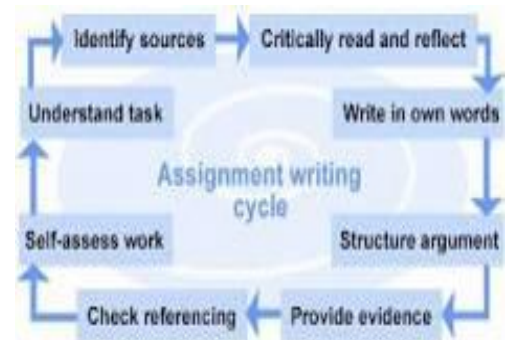 Identify sources
Critically read and reflect
Understand task
Write in own words
Assignment writing
cycle
Self-assess work
Structure argument
Check referencing
Provide evidence